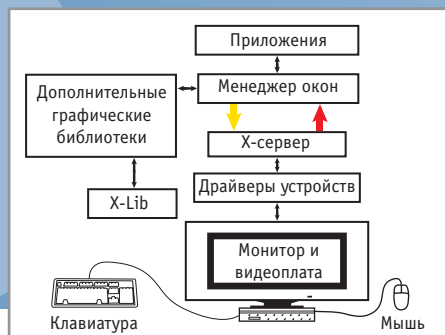 Приложения
Менеджер окон
Дополнительные
графические
библиотеки
X-сервер
X-Lib
Драйверы устройств
Монитор и
видеоплата
Клавиатура
Мышь